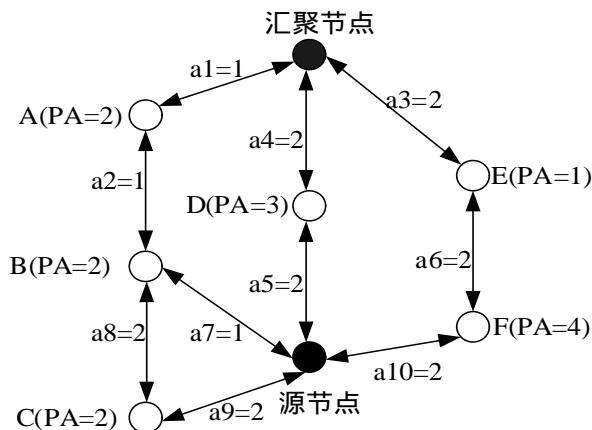 汇聚节点
a1=1
A(PA=2)
a3=2
a4=2
a2=1
D(PA=3)
E(PA=1)
B(PA=2)
a5=2
a6=2
a8=2
a7=1
F(PA=4)
a10=2
源节点
a9=2
C(PA=2)